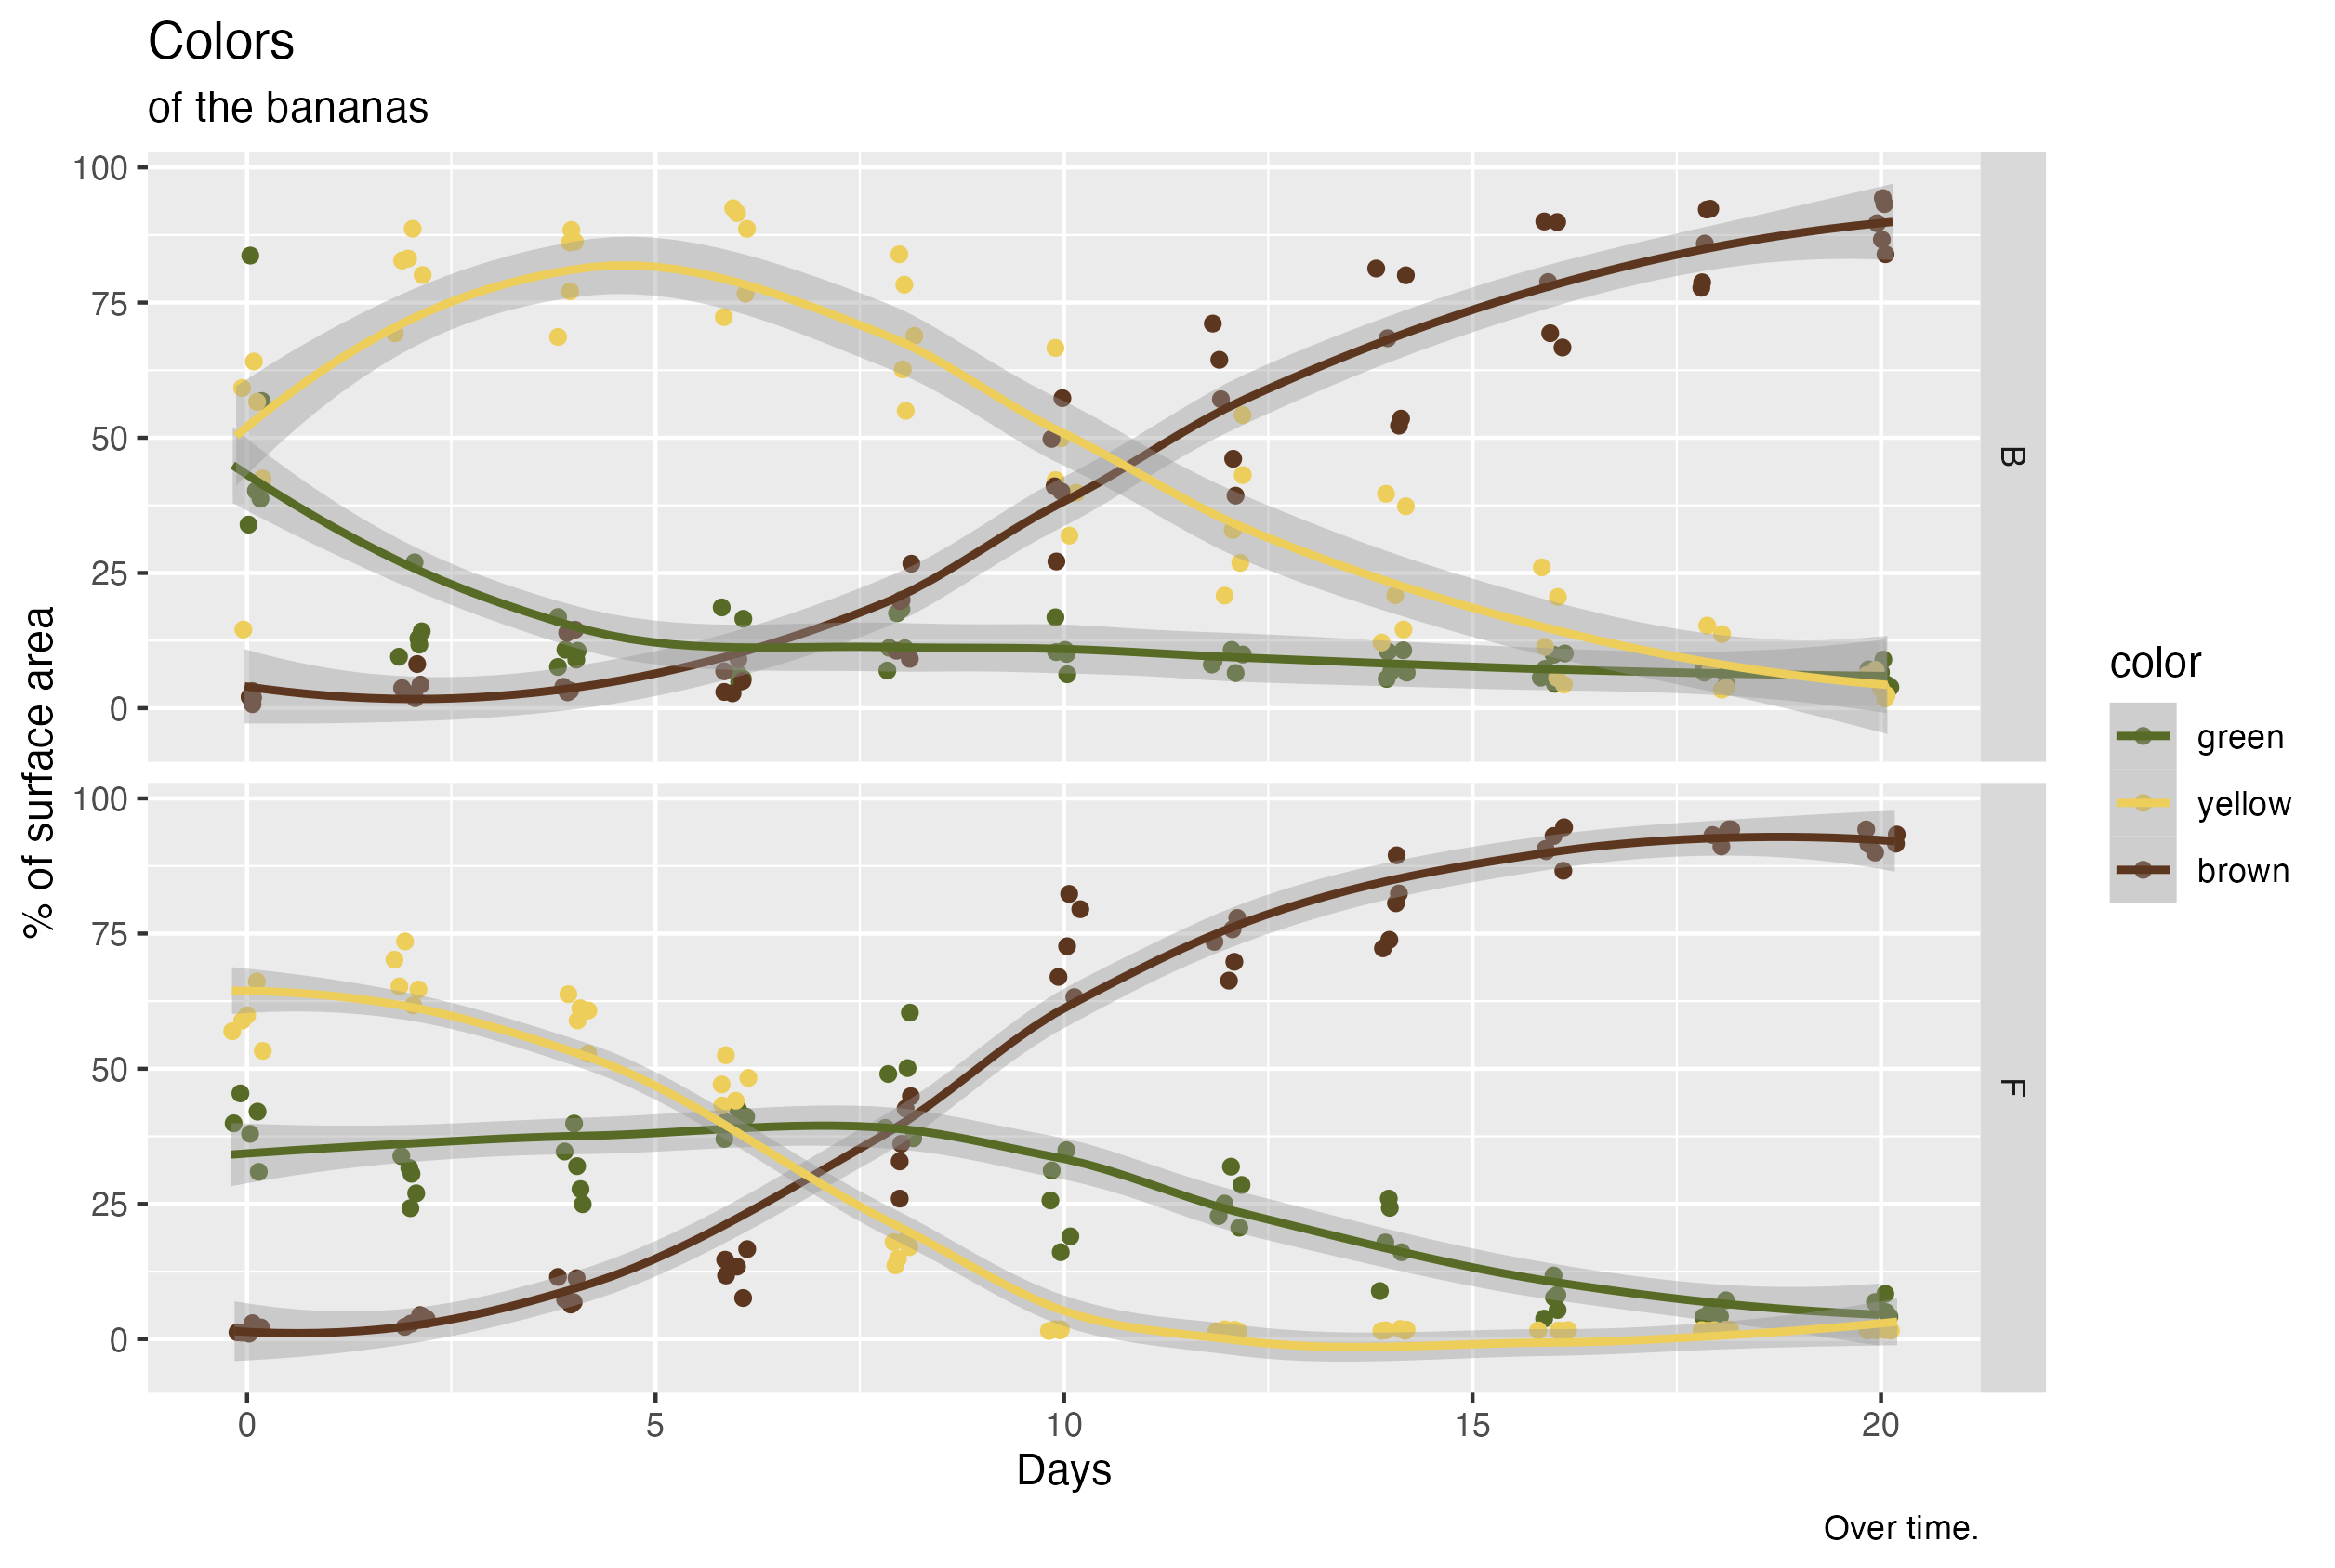 Colors
of the bananas
% of surface area
100
75
50
25
0
B
100
75
50
25
0
F
0 5 10 15 20
Days
color
green
yellow
brown
Over time.